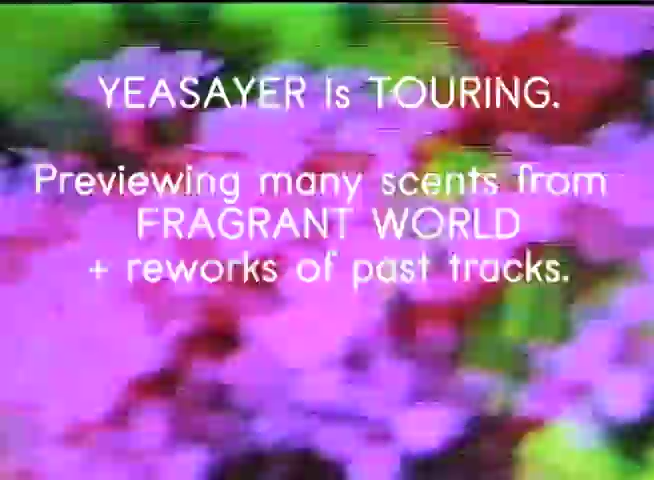 YEASAYER Is TOURING.
Previewing many scents from
FRAGRANT WORLD
+ reworks of past tracks.